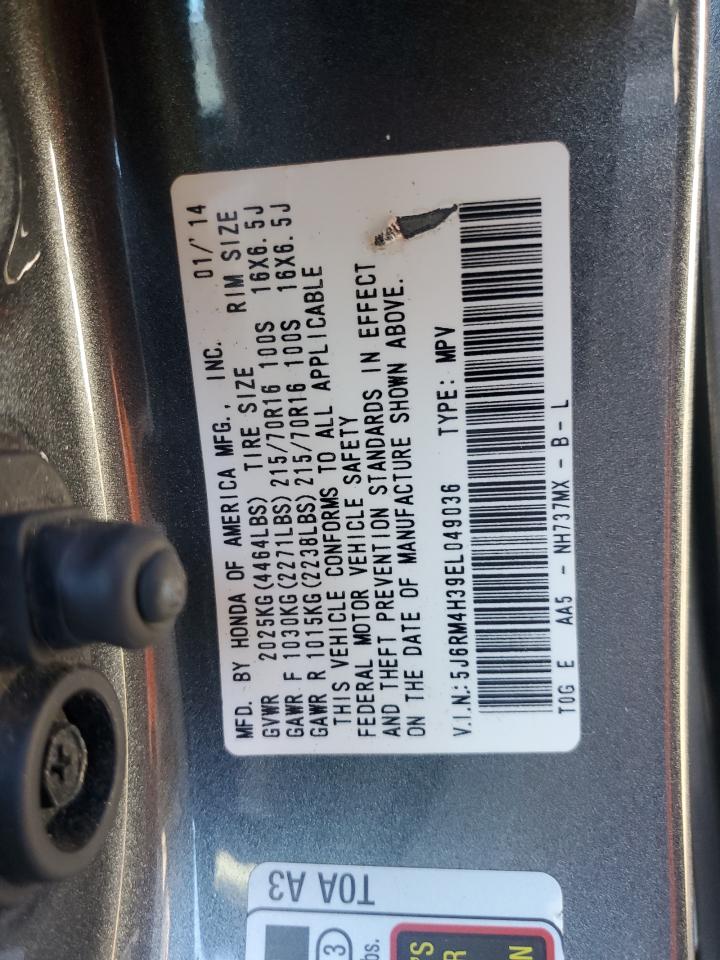 MFD. BY HONDA OF AMERICA MFG., INC. 01/'14
GVWR 2025KG(4464LBS) TIRE SIZE RIM SIZE
GAWR F 1030KG(2271LBS) 215/70R16 100S 16X6.5J
GAWR R 1015KG(2238LBS) 215/70R16 100S 16X6.5J
THIS VEHICLE CONFORMS TO ALL APPLICABLE
FEDERAL MOTOR VEHICLE SAFETY
AND THEFT PREVENTION STANDARDS IN EFFECT
ON THE DATE OF MANUFACTURE SHOWN ABOVE.
V.I.N.: 5J6RM4H39EL049036 TYPE: MPV
T0G E AA5 - NH737MX - B - L
T0A A3
3
bs.
'S
R
N